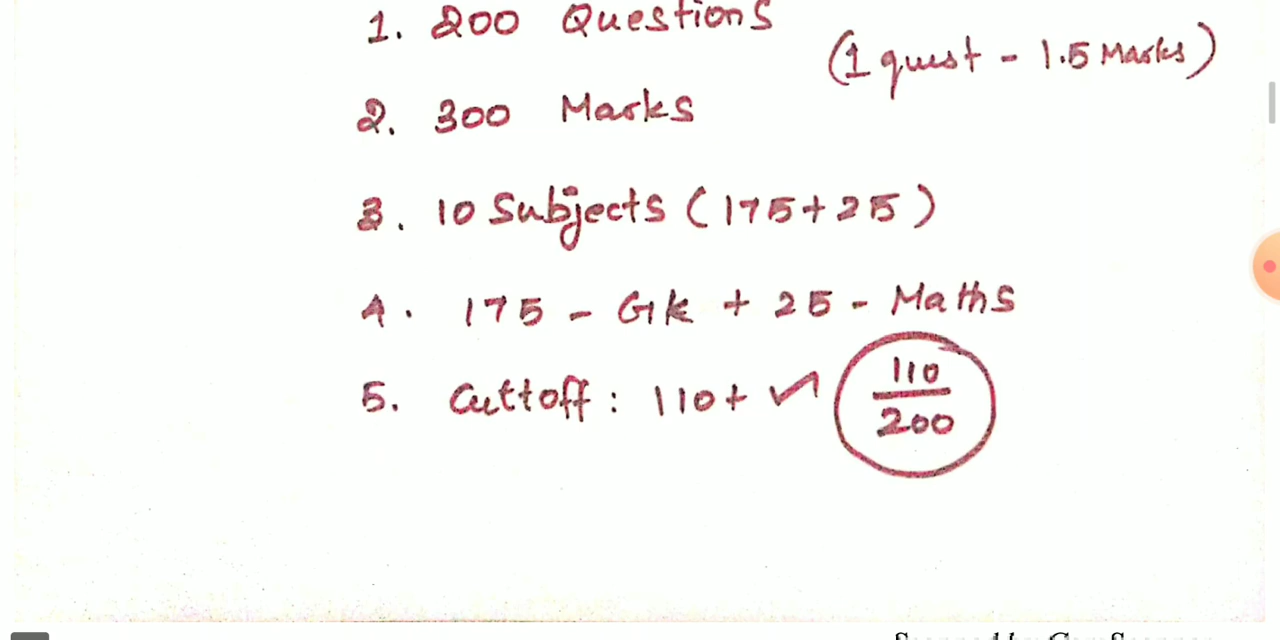 1. 200 Questions
(1 quest - 1.5 Marks)
2. 300 Marks
3. 10 Subjects (175+25)
4. 175 - GK + 25 - Maths
5. Cuttoff : 110+ ✓ 110/200